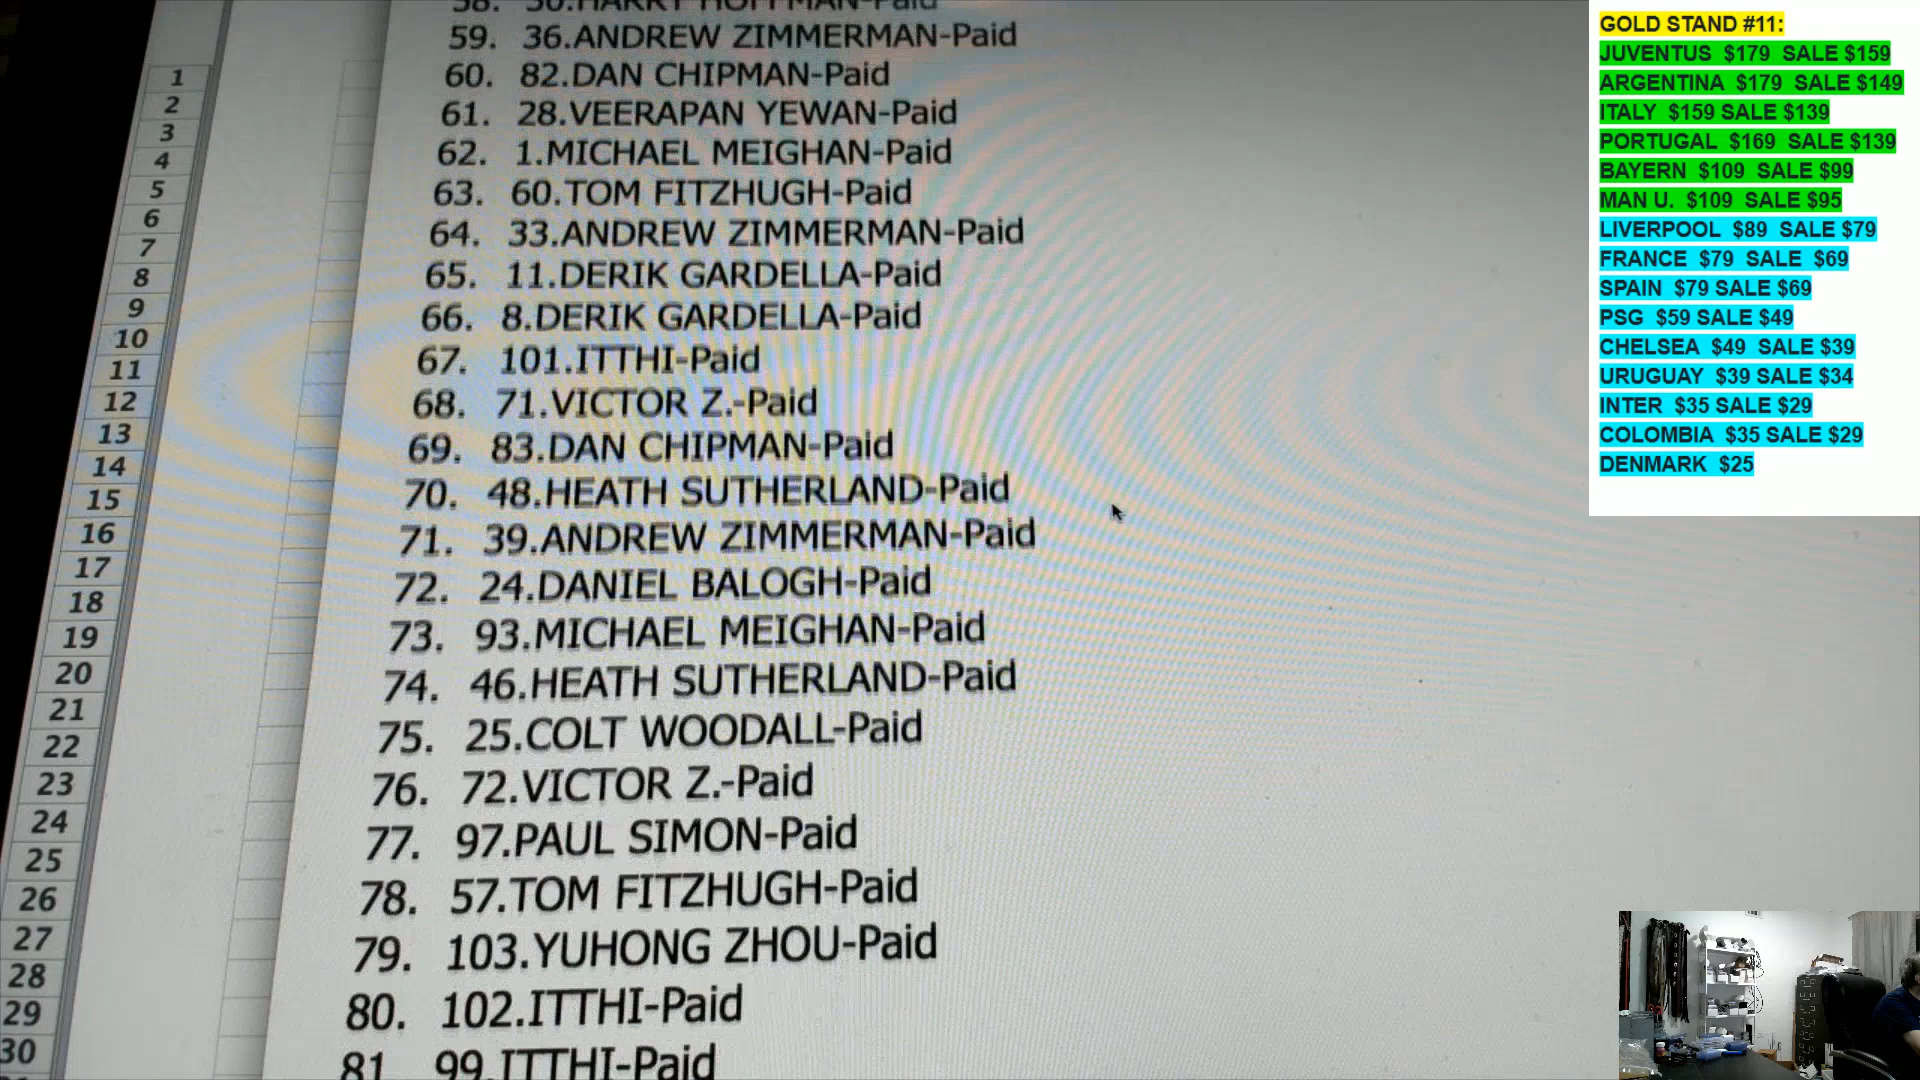 58. 30.HARRY HOFFMAN-Paid
59. 36.ANDREW ZIMMERMAN-Paid
60. 82.DAN CHIPMAN-Paid
61. 28.VEERAPAN YEWAN-Paid
62. 1.MICHAEL MEIGHAN-Paid
63. 60.TOM FITZHUGH-Paid
64. 33.ANDREW ZIMMERMAN-Paid
65. 11.DERIK GARDELLA-Paid
66. 8.DERIK GARDELLA-Paid
67. 101.ITTHI-Paid
68. 71.VICTOR Z.-Paid
69. 83.DAN CHIPMAN-Paid
70. 48.HEATH SUTHERLAND-Paid
71. 39.ANDREW ZIMMERMAN-Paid
72. 24.DANIEL BALOGH-Paid
73. 93.MICHAEL MEIGHAN-Paid
74. 46.HEATH SUTHERLAND-Paid
75. 25.COLT WOODALL-Paid
76. 72.VICTOR Z.-Paid
77. 97.PAUL SIMON-Paid
78. 57.TOM FITZHUGH-Paid
79. 103.YUHONG ZHOU-Paid
80. 102.ITTHI-Paid
81 99.ITTHI-Paid
1
2
3
4
5
6
7
8
9
10
11
12
13
14
15
16
17
18
19
20
21
22
23
24
25
26
27
28
29
30
GOLD STAND #11:
JUVENTUS $179 SALE $159
ARGENTINA $179 SALE $149
ITALY $159 SALE $139
PORTUGAL $169 SALE $139
BAYERN $109 SALE $99
MAN U. $109 SALE $95
LIVERPOOL $89 SALE $79
FRANCE $79 SALE $69
SPAIN $79 SALE $69
PSG $59 SALE $49
CHELSEA $49 SALE $39
URUGUAY $39 SALE $34
INTER $35 SALE $29
COLOMBIA $35 SALE $29
DENMARK $25